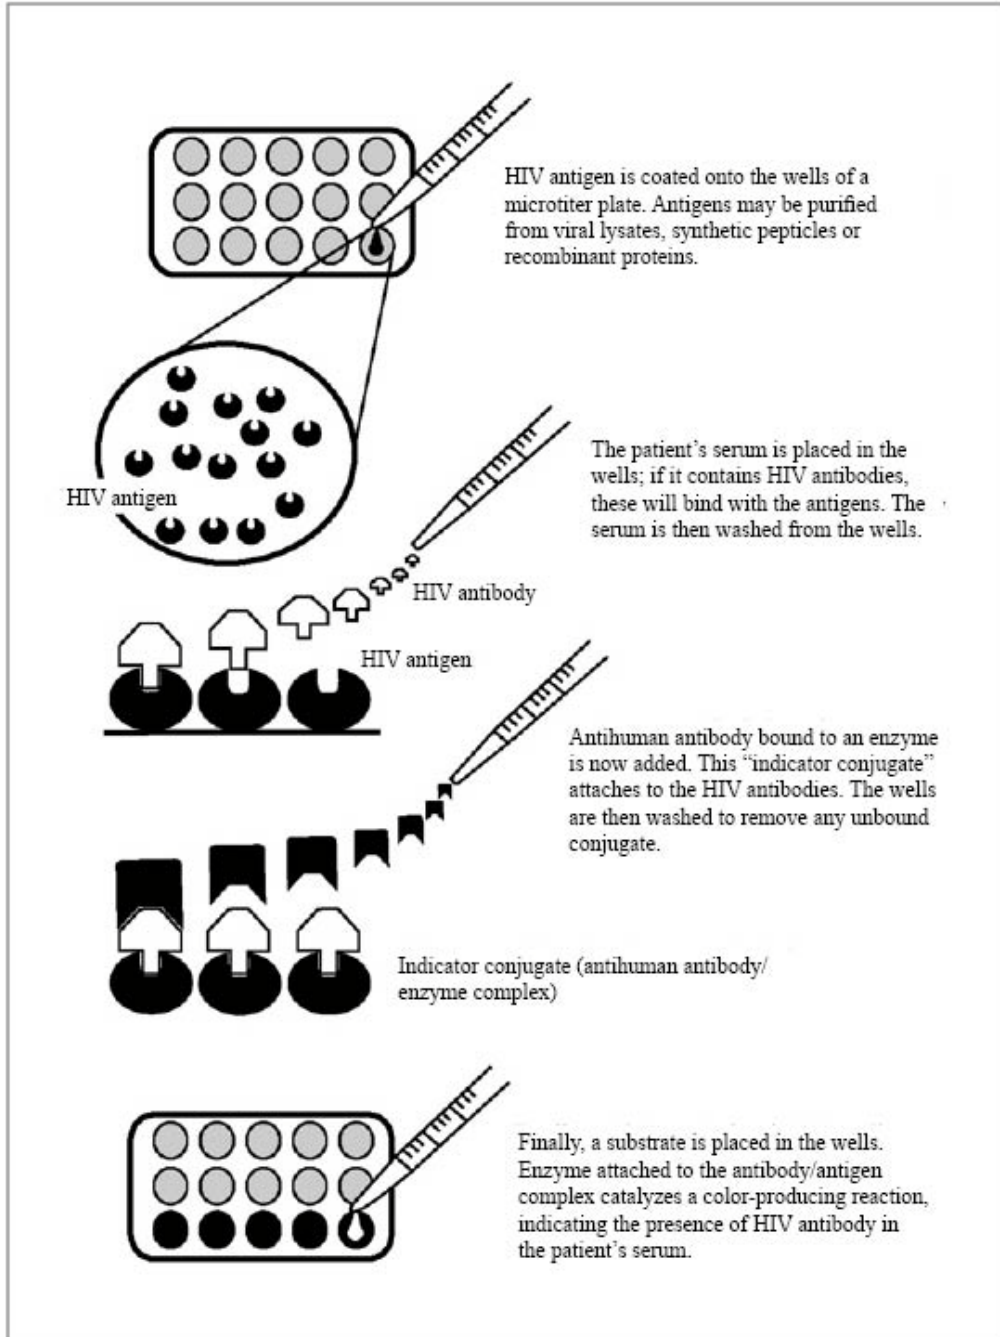 HIV antigen is coated onto the wells of a
microtiter plate. Antigens may be purified
from viral lysates, synthetic pepticles or
recombinant proteins.
HIV antigen
The patient’s serum is placed in the
wells; if it contains HIV antibodies,
these will bind with the antigens. The
serum is then washed from the wells.
HIV antibody
HIV antigen
Antihuman antibody bound to an enzyme
is now added. This “indicator conjugate”
attaches to the HIV antibodies. The wells
are then washed to remove any unbound
conjugate.
Indicator conjugate (antihuman antibody/
enzyme complex)
Finally, a substrate is placed in the wells.
Enzyme attached to the antibody/antigen
complex catalyzes a color-producing reaction,
indicating the presence of HIV antibody in
the patient’s serum.